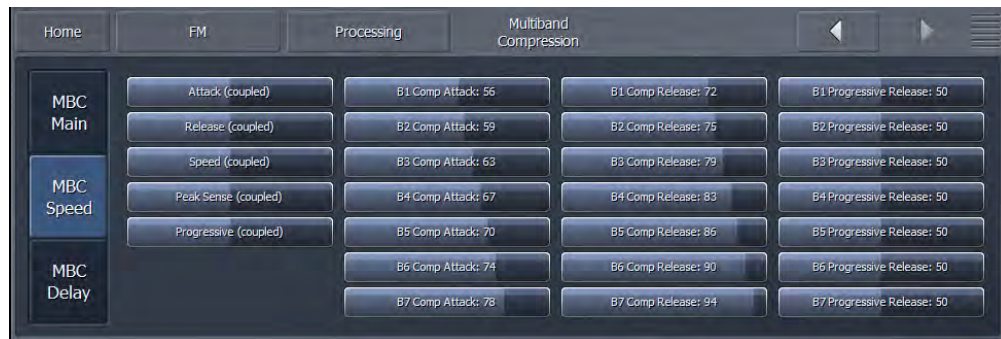 Home
FM
Processing
Multiband
Compression
MBC
Main
MBC
Speed
MBC
Delay
Attack (coupled)
Release (coupled)
Speed (coupled)
Peak Sense (coupled)
Progressive (coupled)
B1 Comp Attack: 56
B2 Comp Attack: 59
B3 Comp Attack: 63
B4 Comp Attack: 67
B5 Comp Attack: 70
B6 Comp Attack: 74
B7 Comp Attack: 78
B1 Comp Release: 72
B2 Comp Release: 75
B3 Comp Release: 79
B4 Comp Release: 83
B5 Comp Release: 86
B6 Comp Release: 90
B7 Comp Release: 94
B1 Progressive Release: 50
B2 Progressive Release: 50
B3 Progressive Release: 50
B4 Progressive Release: 50
B5 Progressive Release: 50
B6 Progressive Release: 50
B7 Progressive Release: 50